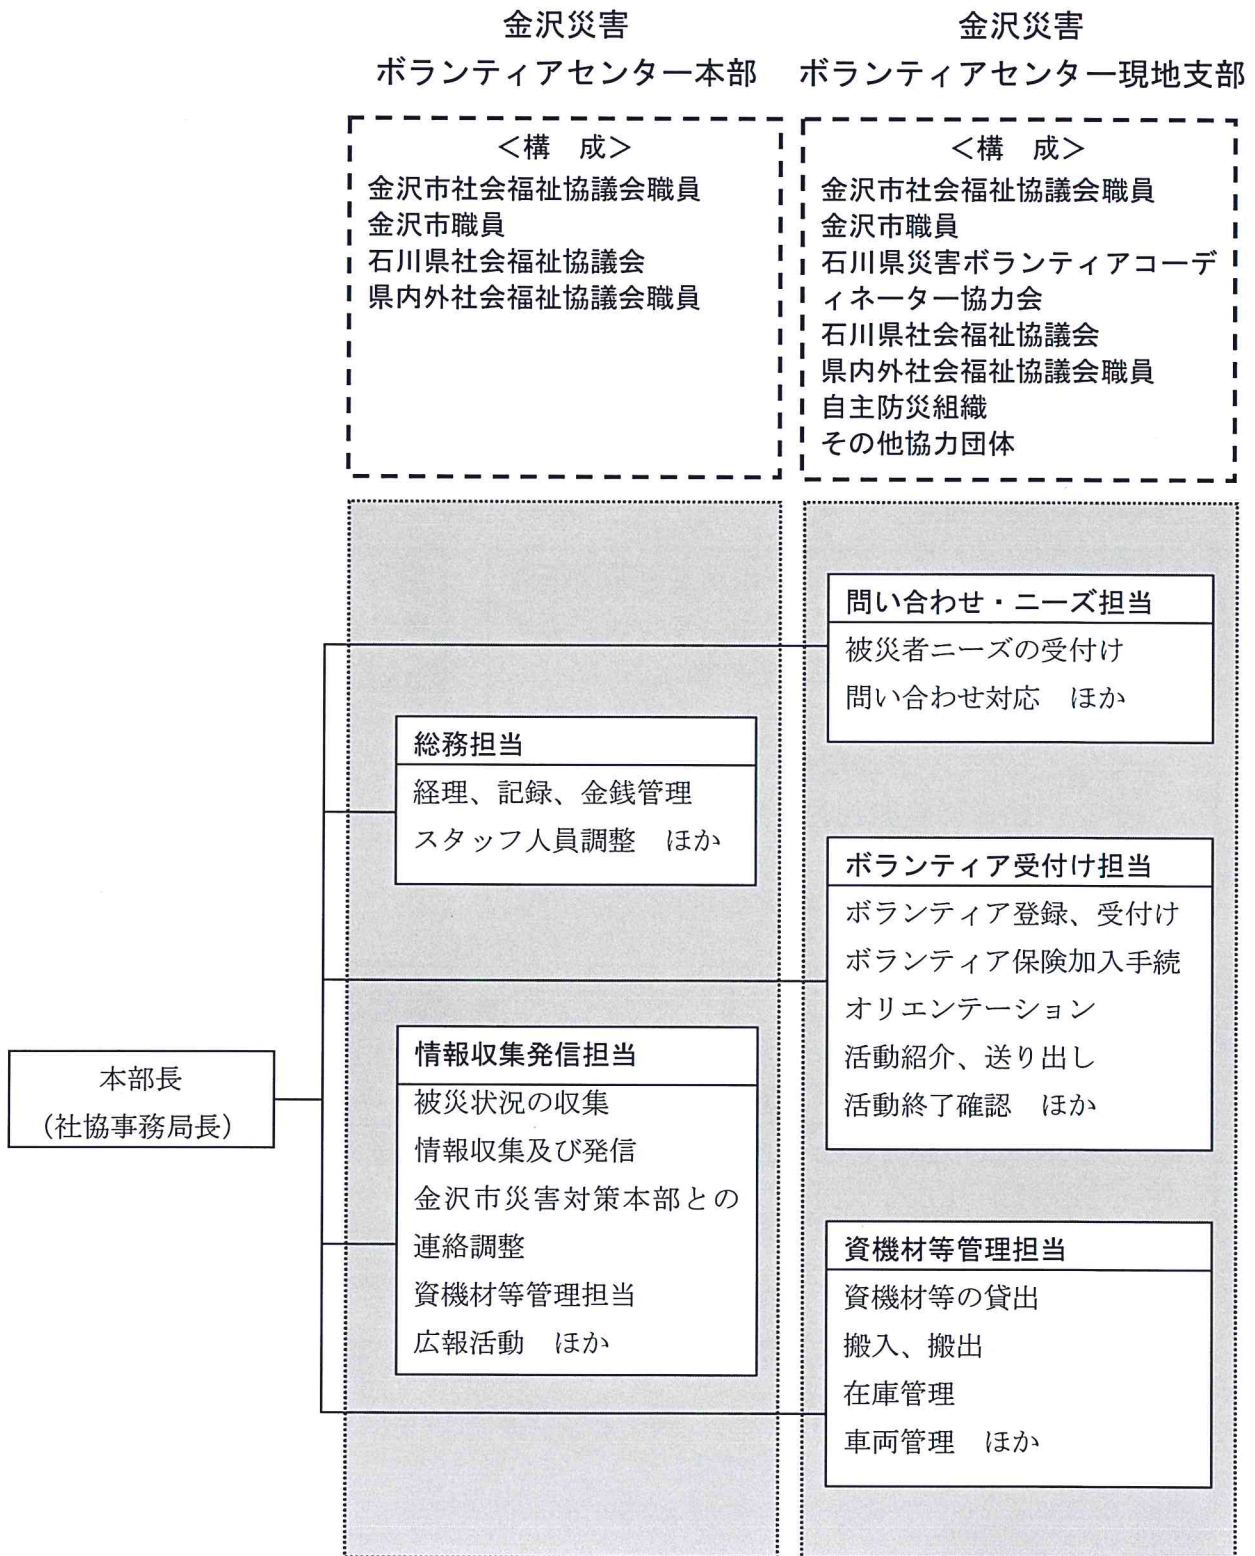 金沢災害
ボランティアセンター本部
金沢災害
ボランティアセンター現地支部
＜構　成＞
金沢市社会福祉協議会職員
金沢市職員
石川県社会福祉協議会
県内外社会福祉協議会職員
＜構　成＞
金沢市社会福祉協議会職員
金沢市職員
石川県災害ボランティアコーデ
ィネーター協力会
石川県社会福祉協議会
県内外社会福祉協議会職員
自主防災組織
その他協力団体
本部長
（社協事務局長）
総務担当
経理、記録、金銭管理
スタッフ人員調整　ほか
情報収集発信担当
被災状況の収集
情報収集及び発信
金沢市災害対策本部との
連絡調整
資機材等管理担当
広報活動　ほか
問い合わせ・ニーズ担当
被災者ニーズの受付け
問い合わせ対応　ほか
ボランティア受付け担当
ボランティア登録、受付け
ボランティア保険加入手続
オリエンテーション
活動紹介、送り出し
活動終了確認　ほか
資機材等管理担当
資機材等の貸出
搬入、搬出
在庫管理
車両管理　ほか